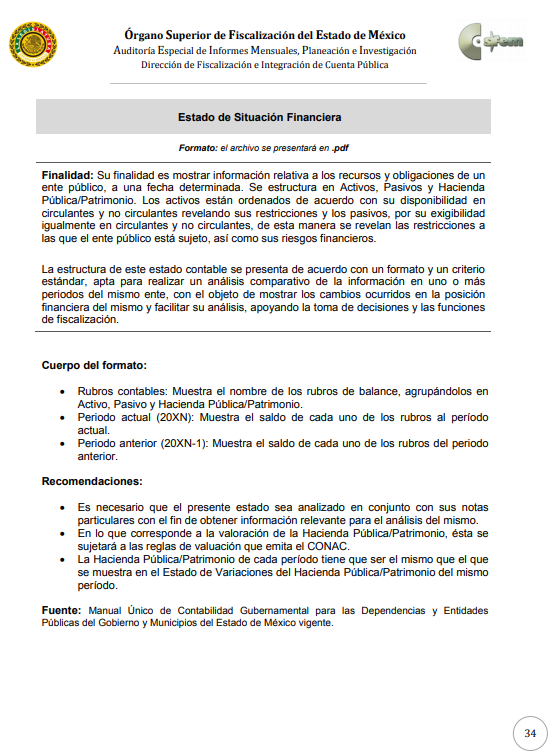 Órgano Superior de Fiscalización del Estado de México
Auditoría Especial de Informes Mensuales, Planeación e Investigación
Dirección de Fiscalización e Integración de Cuenta Pública
osfem
Estado de Situación Financiera
Formato: el archivo se presentará en .pdf
Finalidad: Su finalidad es mostrar información relativa a los recursos y obligaciones de un
ente público, a una fecha determinada. Se estructura en Activos, Pasivos y Hacienda
Pública/Patrimonio. Los activos están ordenados de acuerdo con su disponibilidad en
circulantes y no circulantes revelando sus restricciones y los pasivos, por su exigibilidad
igualmente en circulantes y no circulantes, de esta manera se revelan las restricciones a
las que el ente público está sujeto, así como sus riesgos financieros.
La estructura de este estado contable se presenta de acuerdo con un formato y un criterio
estándar, apta para realizar un análisis comparativo de la información en uno o más
periodos del mismo ente, con el objeto de mostrar los cambios ocurridos en la posición
financiera del mismo y facilitar su análisis, apoyando la toma de decisiones y las funciones
de fiscalización.
Cuerpo del formato:
• Rubros contables: Muestra el nombre de los rubros de balance, agrupándolos en
Activo, Pasivo y Hacienda Pública/Patrimonio.
• Periodo actual (20XN): Muestra el saldo de cada uno de los rubros al período
actual.
• Periodo anterior (20XN-1): Muestra el saldo de cada uno de los rubros del periodo
anterior.
Recomendaciones:
• Es necesario que el presente estado sea analizado en conjunto con sus notas
particulares con el fin de obtener información relevante para el análisis del mismo.
• En lo que corresponde a la valoración de la Hacienda Pública/Patrimonio, ésta se
sujetará a las reglas de valuación que emita el CONAC.
• La Hacienda Pública/Patrimonio de cada período tiene que ser el mismo que el que
se muestra en el Estado de Variaciones del Hacienda Pública/Patrimonio del mismo
período.
Fuente: Manual Único de Contabilidad Gubernamental para las Dependencias y Entidades
Públicas del Gobierno y Municipios del Estado de México vigente.
34